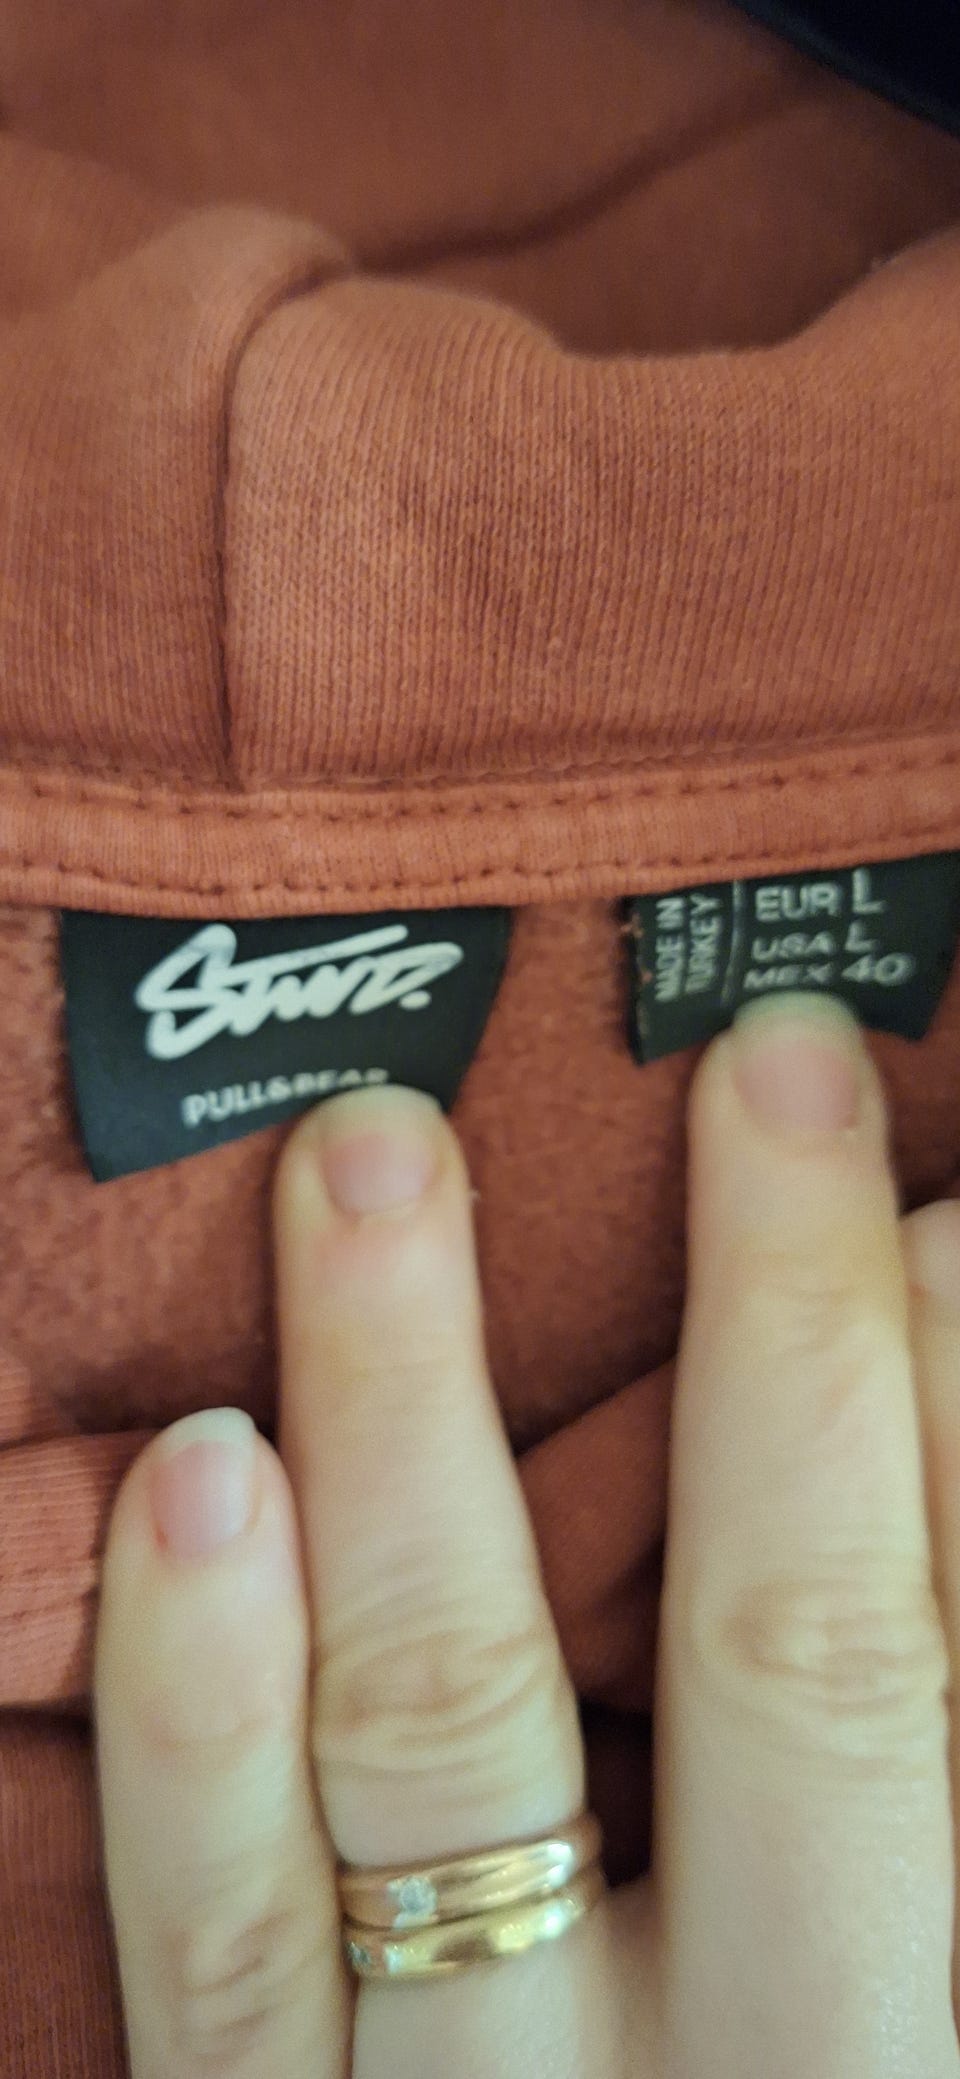 STWD.
PULL&BEAR
MADE IN
TURKEY
EUR L
USA L
MEX 40